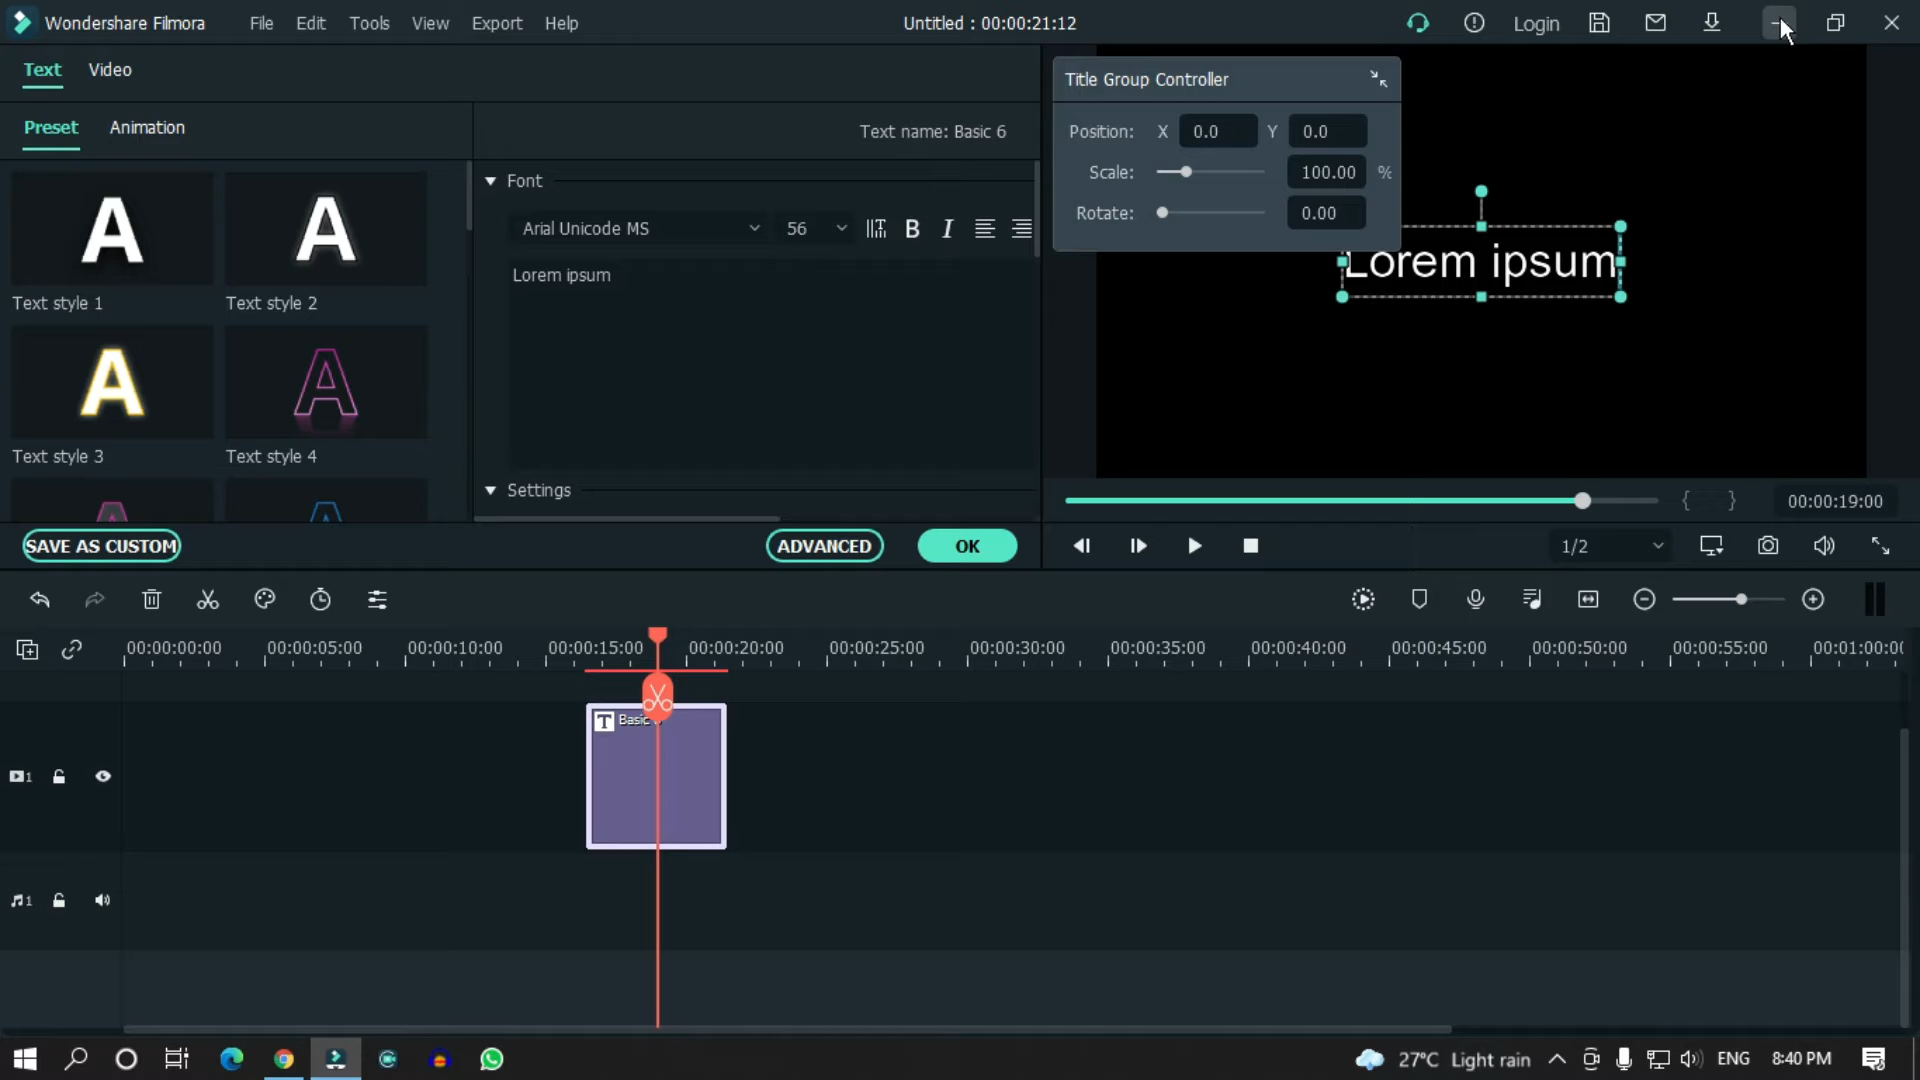 Wondershare Filmora File Edit Tools View Export Help Untitled : 00:00:21:12 Login
Text Video
Title Group Controller
Preset Animation
Text name: Basic 6
Position: X 0.0 Y 0.0
Scale: 100.00 %
Rotate: 0.00
A A
Text style 1 Text style 2
A A
Text style 3 Text style 4
Font
Arial Unicode MS 56 B I
Lorem ipsum
Settings
Lorem ipsum
{ } 00:00:19:00
SAVE AS CUSTOM ADVANCED OK
1/2
00:00:00:00 00:00:05:00 00:00:10:00 00:00:15:00 00:00:20:00 00:00:25:00 00:00:30:00 00:00:35:00 00:00:40:00 00:00:45:00 00:00:50:00 00:00:55:00
T Basic
1
1
27°C Light rain ENG 8:40 PM